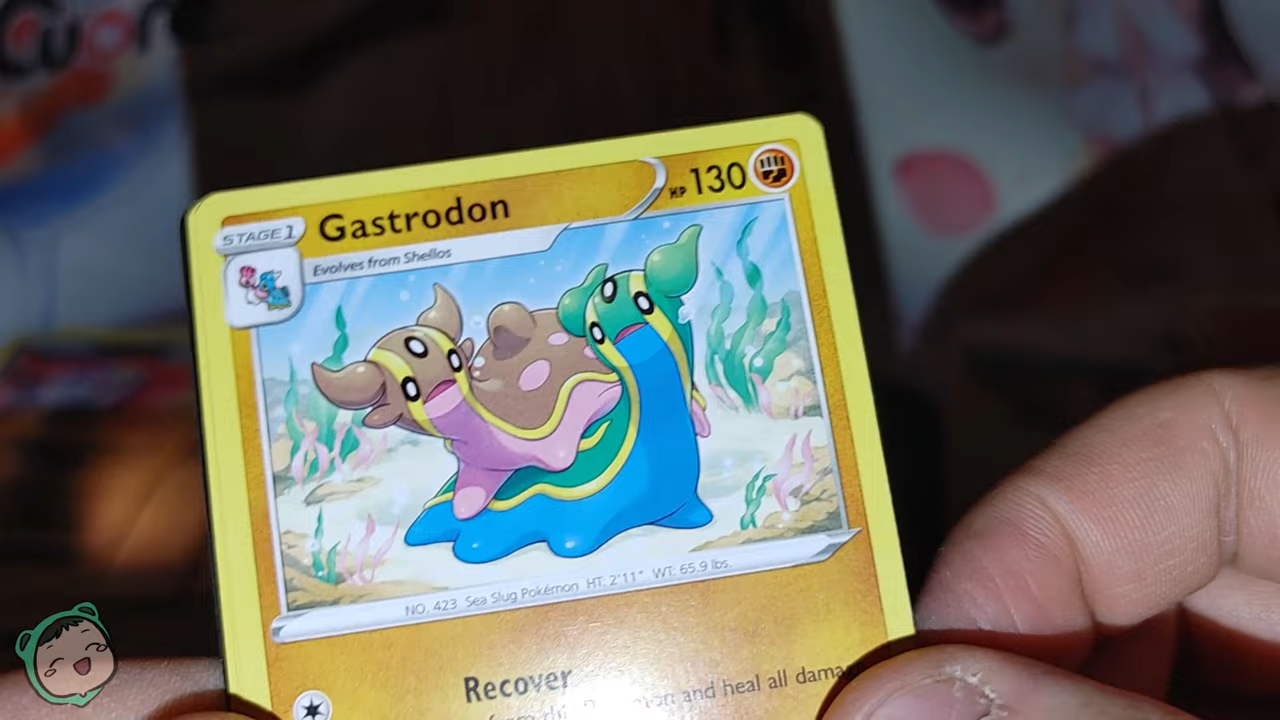 Cuore
STAGE 1 Gastrodon HP 130
Evolves from Shellos
NO. 423 Sea Slug Pokémon HT: 2'11" WT: 65.9 lbs.
Recover
and heal all